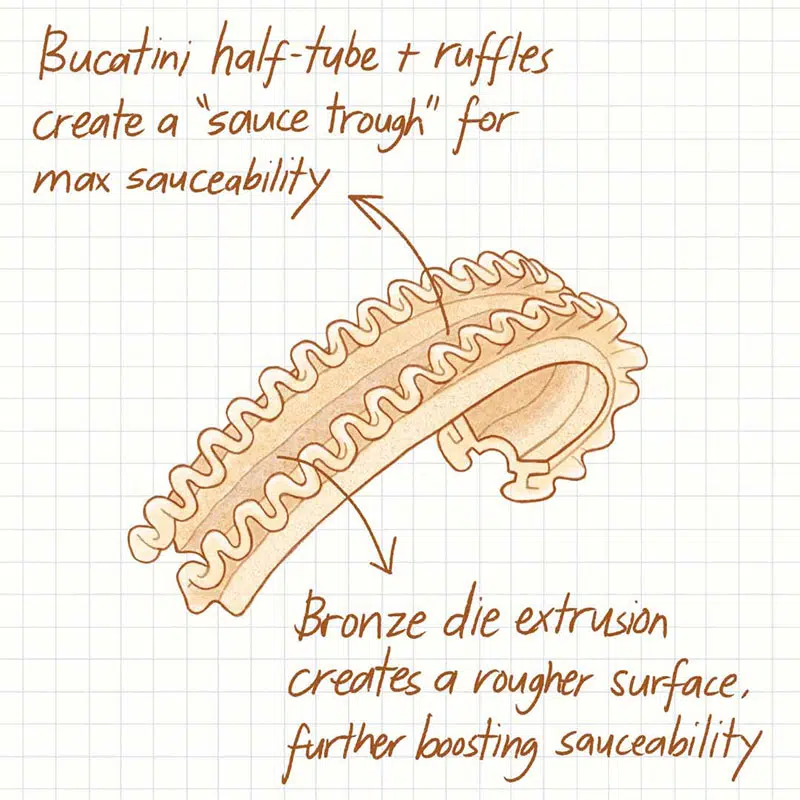 Bucatini half-tube + ruffles
create a "sauce trough" for
max sauceability
Bronze die extrusion
creates a rougher surface,
further boosting sauceability